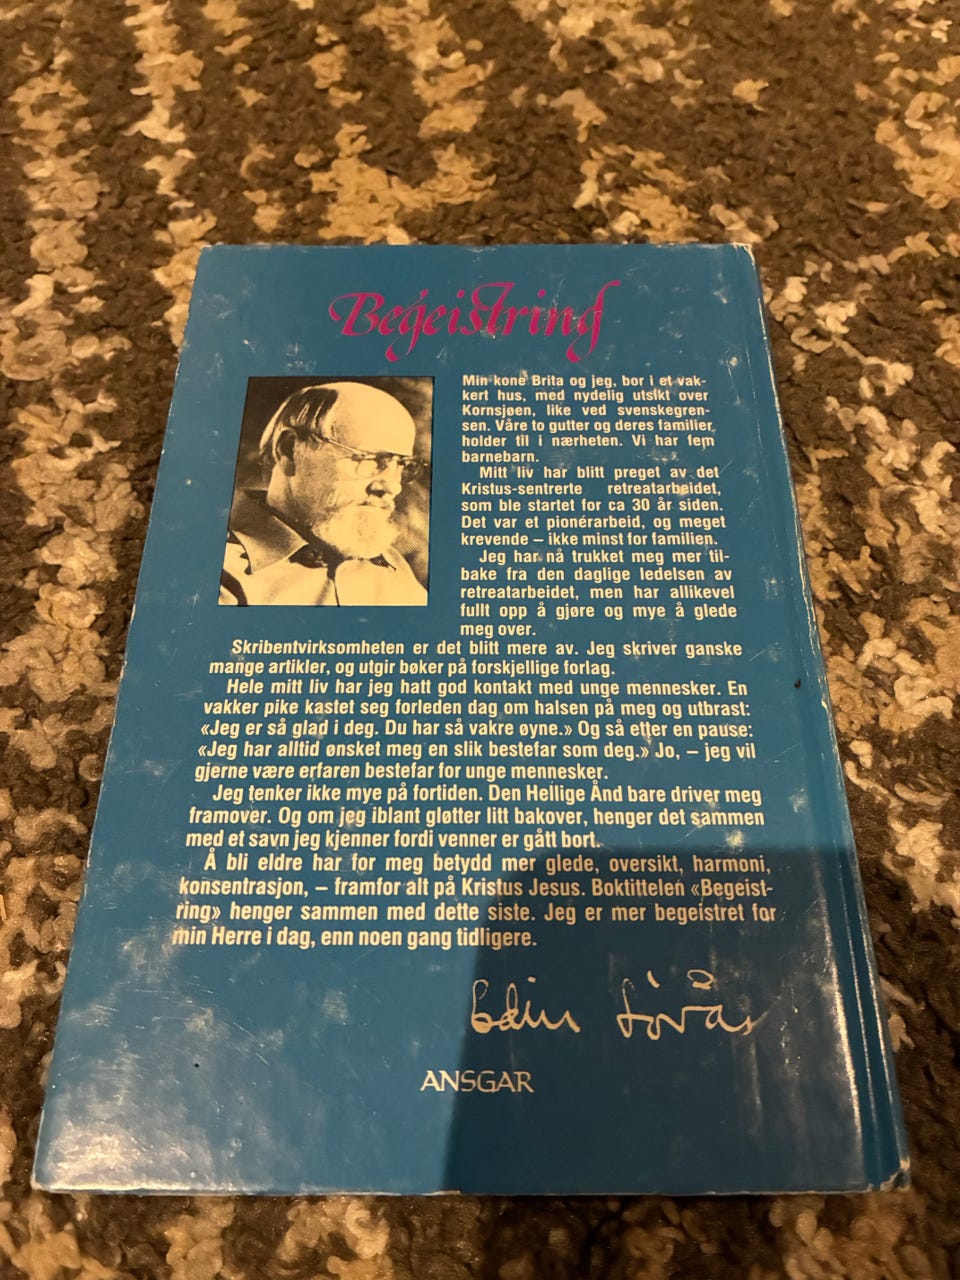 Begeistring
Min kone Brita og jeg, bor i et vak-
kert hus, med nydelig utsikt over
Kornsjøen, like ved svenskegren-
sen. Våre to gutter og deres familier,
holder til i nærheten. Vi har fem
barnebarn.
Mitt liv har blitt preget av det
Kristus-sentrerte retreatarbeidet,
som ble startet for ca 30 år siden.
Det var et pionérarbeid, og meget
krevende – ikke minst for familien.
Jeg har nå trukket meg mer til-
bake fra den daglige ledelsen av
retreatarbeidet, men har allikevel
fullt opp å gjøre og mye å glede
meg over.
Skribentvirksomheten er det blitt mere av. Jeg skriver ganske
mange artikler, og utgir bøker på forskjellige forlag.
Hele mitt liv har jeg hatt god kontakt med unge mennesker. En
vakker pike kastet seg forleden dag om halsen på meg og utbrast:
«Jeg er så glad i deg. Du har så vakre øyne.» Og så etter en pause:
«Jeg har alltid ønsket meg en slik bestefar som deg.» Jo, – jeg vil
gjerne være erfaren bestefar for unge mennesker.
Jeg tenker ikke mye på fortiden. Den Hellige Ånd bare driver meg
framover. Og om jeg iblant gløtter litt bakover, henger det sammen
med et savn jeg kjenner fordi venner er gått bort.
Å bli eldre har for meg betydd mer glede, oversikt, harmoni,
konsentrasjon, – framfor alt på Kristus Jesus. Boktittelen «Begeist-
ring» henger sammen med dette siste. Jeg er mer begeistret for
min Herre i dag, enn noen gang tidligere.
Edin Løvås
ANSGAR